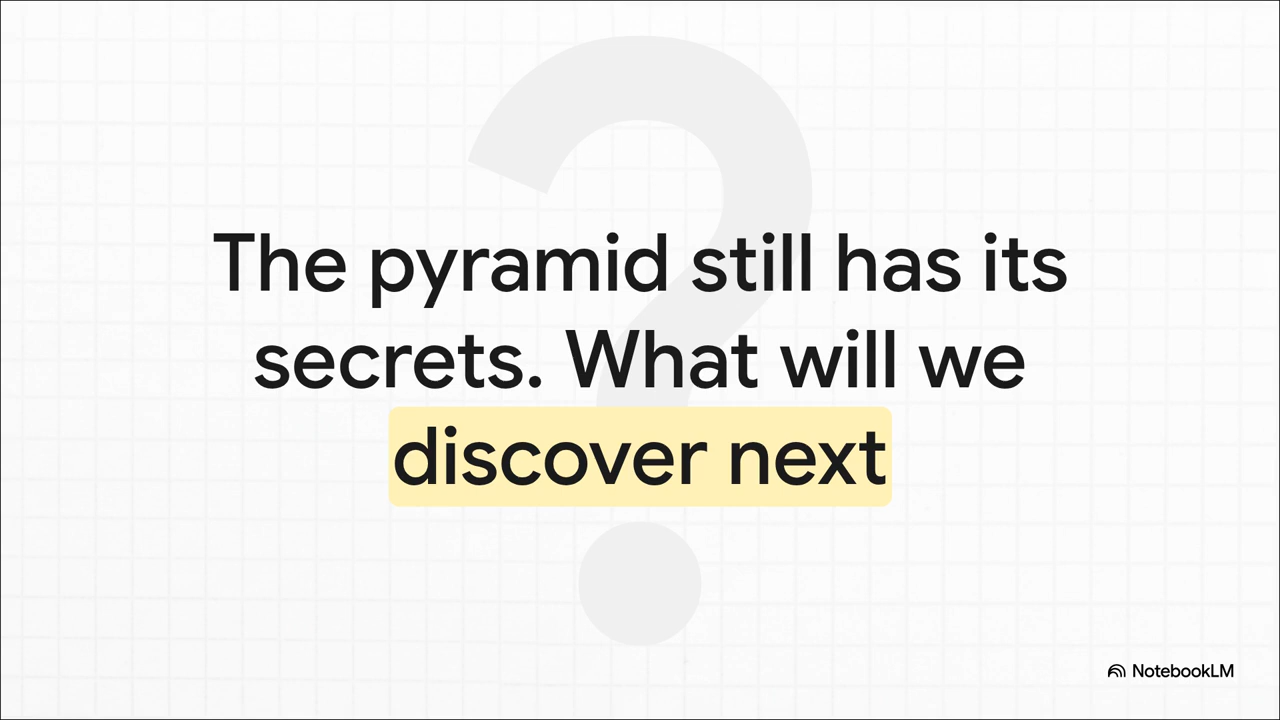 ?
The pyramid still has its
secrets. What will we
discover next
NotebookLM